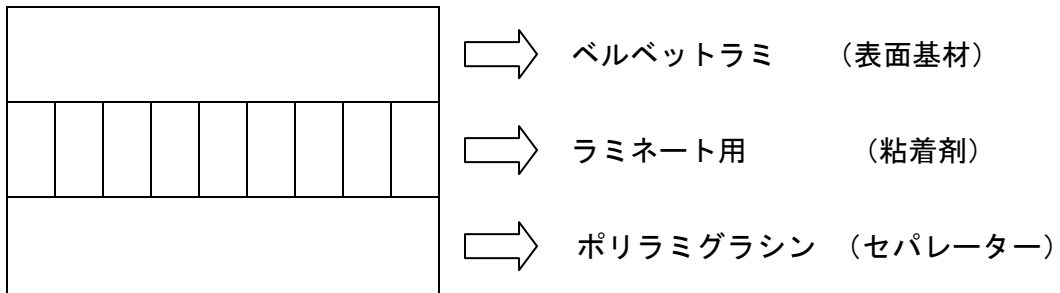 ベルベットラミ （表面基材）
ラミネート用 （粘着剤）
ポリラミグラシン （セパレーター）